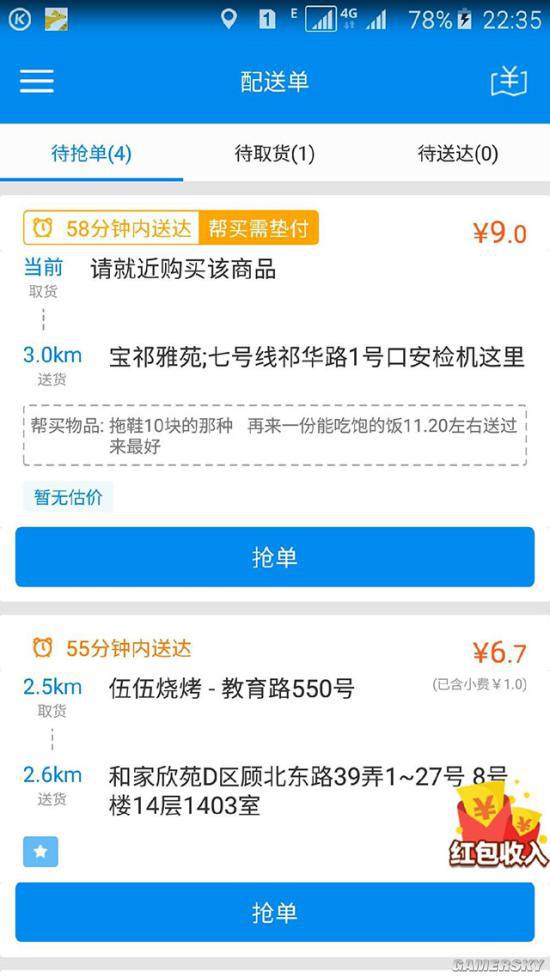 K 1 E 4G 78% 22:35
配送单
待抢单(4) 待取货(1) 待送达(0)
58分钟内送达 帮买需垫付 ¥9.0
当前 请就近购买该商品
取货
3.0km 宝祁雅苑;七号线祁华路1号口安检机这里
送货
帮买物品: 拖鞋10块的那种 再来一份能吃饱的饭11.20左右送过
来最好
暂无估价
抢单
55分钟内送达 ¥6.7
2.5km 伍伍烧烤 - 教育路550号 (已含小费¥1.0)
取货
2.6km 和家欣苑D区顾北东路39弄1~27号 8号
送货 楼14层1403室
红包收入
抢单
GAMERSKY